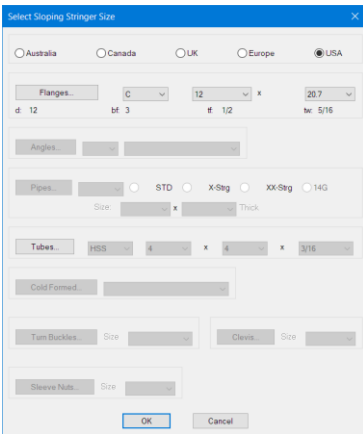 Select Sloping Stringer Size
Australia Canada UK Europe USA
Flanges... C 12 x 20.7
d: 12 bf: 3 tf: 1/2 tw: 5/16
Angles...
Pipes... STD X-Strg XX-Strg 14G
Size: x Thick
Tubes... HSS 4 x 4 x 3/16
Cold Formed...
Turn Buckles... Size Clevis... Size
Sleeve Nuts... Size
OK Cancel